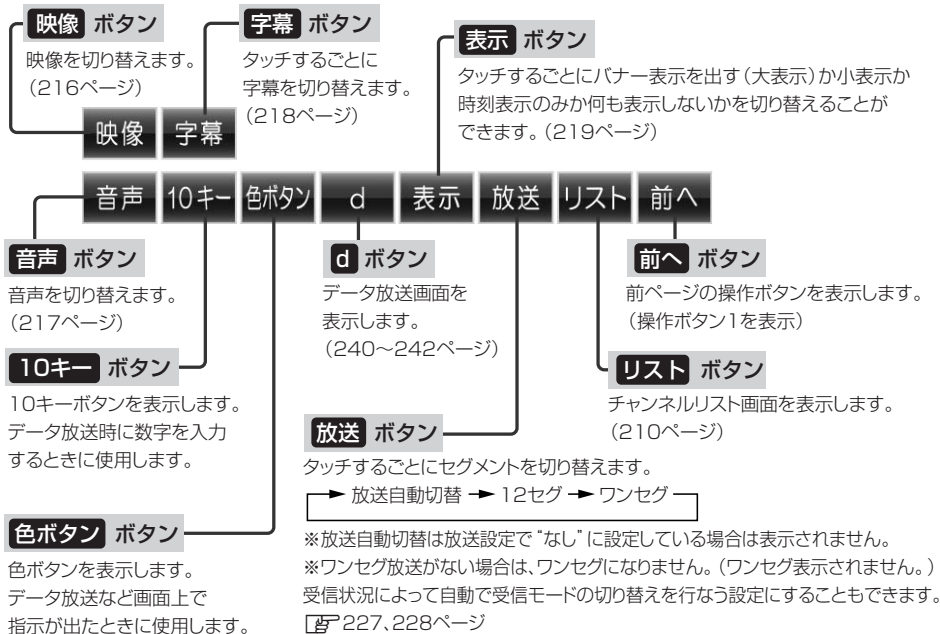 映像 ボタン
映像を切り替えます。
（216ページ）
字幕 ボタン
タッチするごとに
字幕を切り替えます。
（218ページ）
表示 ボタン
タッチするごとにバナー表示を出す（大表示）か小表示か
時刻表示のみか何も表示しないかを切り替えることが
できます。（219ページ）
映像 字幕
音声 10キー 色ボタン d 表示 放送 リスト 前へ
音声 ボタン
音声を切り替えます。
（217ページ）
d ボタン
データ放送画面を
表示します。
（240～242ページ）
前へ ボタン
前ページの操作ボタンを表示します。
（操作ボタン1を表示）
10キー ボタン
10キーボタンを表示します。
データ放送時に数字を入力
するときに使用します。
リスト ボタン
チャンネルリスト画面を表示します。
（210ページ）
放送 ボタン
タッチするごとにセグメントを切り替えます。
放送自動切替 → 12セグ → ワンセグ
※放送自動切替は放送設定で“なし”に設定している場合は表示されません。
※ワンセグ放送がない場合は、ワンセグになりません。（ワンセグ表示されません。）
受信状況によって自動で受信モードの切り替えを行なう設定にすることもできます。
227、228ページ
色ボタン ボタン
色ボタンを表示します。
データ放送など画面上で
指示が出たときに使用します。